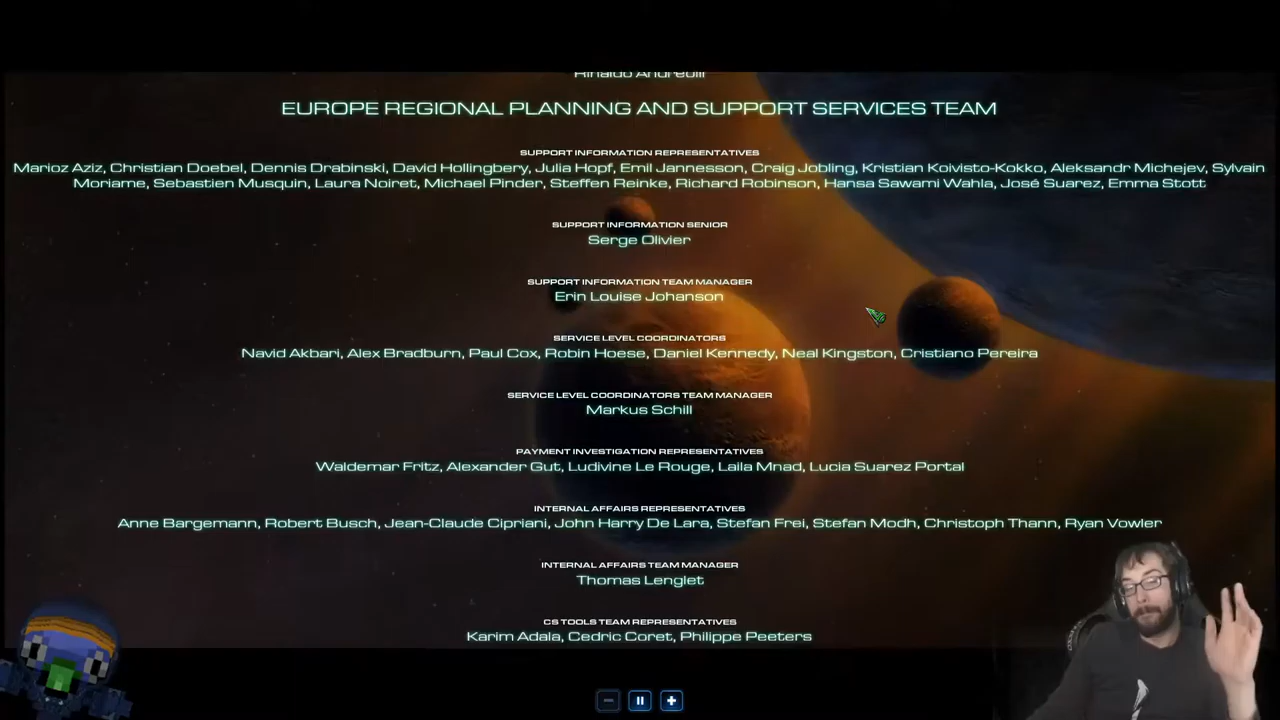 Rinaldo Andreolli
EUROPE REGIONAL PLANNING AND SUPPORT SERVICES TEAM
SUPPORT INFORMATION REPRESENTATIVES
Marioz Aziz, Christian Doebel, Dennis Drabinski, David Hollingbery, Julia Hopf, Emil Jannesson, Craig Jobling, Kristian Koivisto-Kokko, Aleksandr Michejev, Sylvain
Moriame, Sebastien Musquin, Laura Noiret, Michael Pinder, Steffen Reinke, Richard Robinson, Hansa Sawami Wahla, José Suarez, Emma Stott
SUPPORT INFORMATION SENIOR
Serge Olivier
SUPPORT INFORMATION TEAM MANAGER
Erin Louise Johanson
SERVICE LEVEL COORDINATORS
Navid Akbari, Alex Bradburn, Paul Cox, Robin Hoese, Daniel Kennedy, Neal Kingston, Cristiano Pereira
SERVICE LEVEL COORDINATORS TEAM MANAGER
Markus Schill
PAYMENT INVESTIGATION REPRESENTATIVES
Waldemar Fritz, Alexander Gut, Ludivine Le Rouge, Laila Mnad, Lucia Suarez Portal
INTERNAL AFFAIRS REPRESENTATIVES
Anne Bargemann, Robert Busch, Jean-Claude Cipriani, John Harry De Lara, Stefan Frei, Stefan Modh, Christoph Thann, Ryan Vowler
INTERNAL AFFAIRS TEAM MANAGER
Thomas Lenglet
CS TOOLS TEAM REPRESENTATIVES
Karim Adala, Cedric Coret, Philippe Peeters